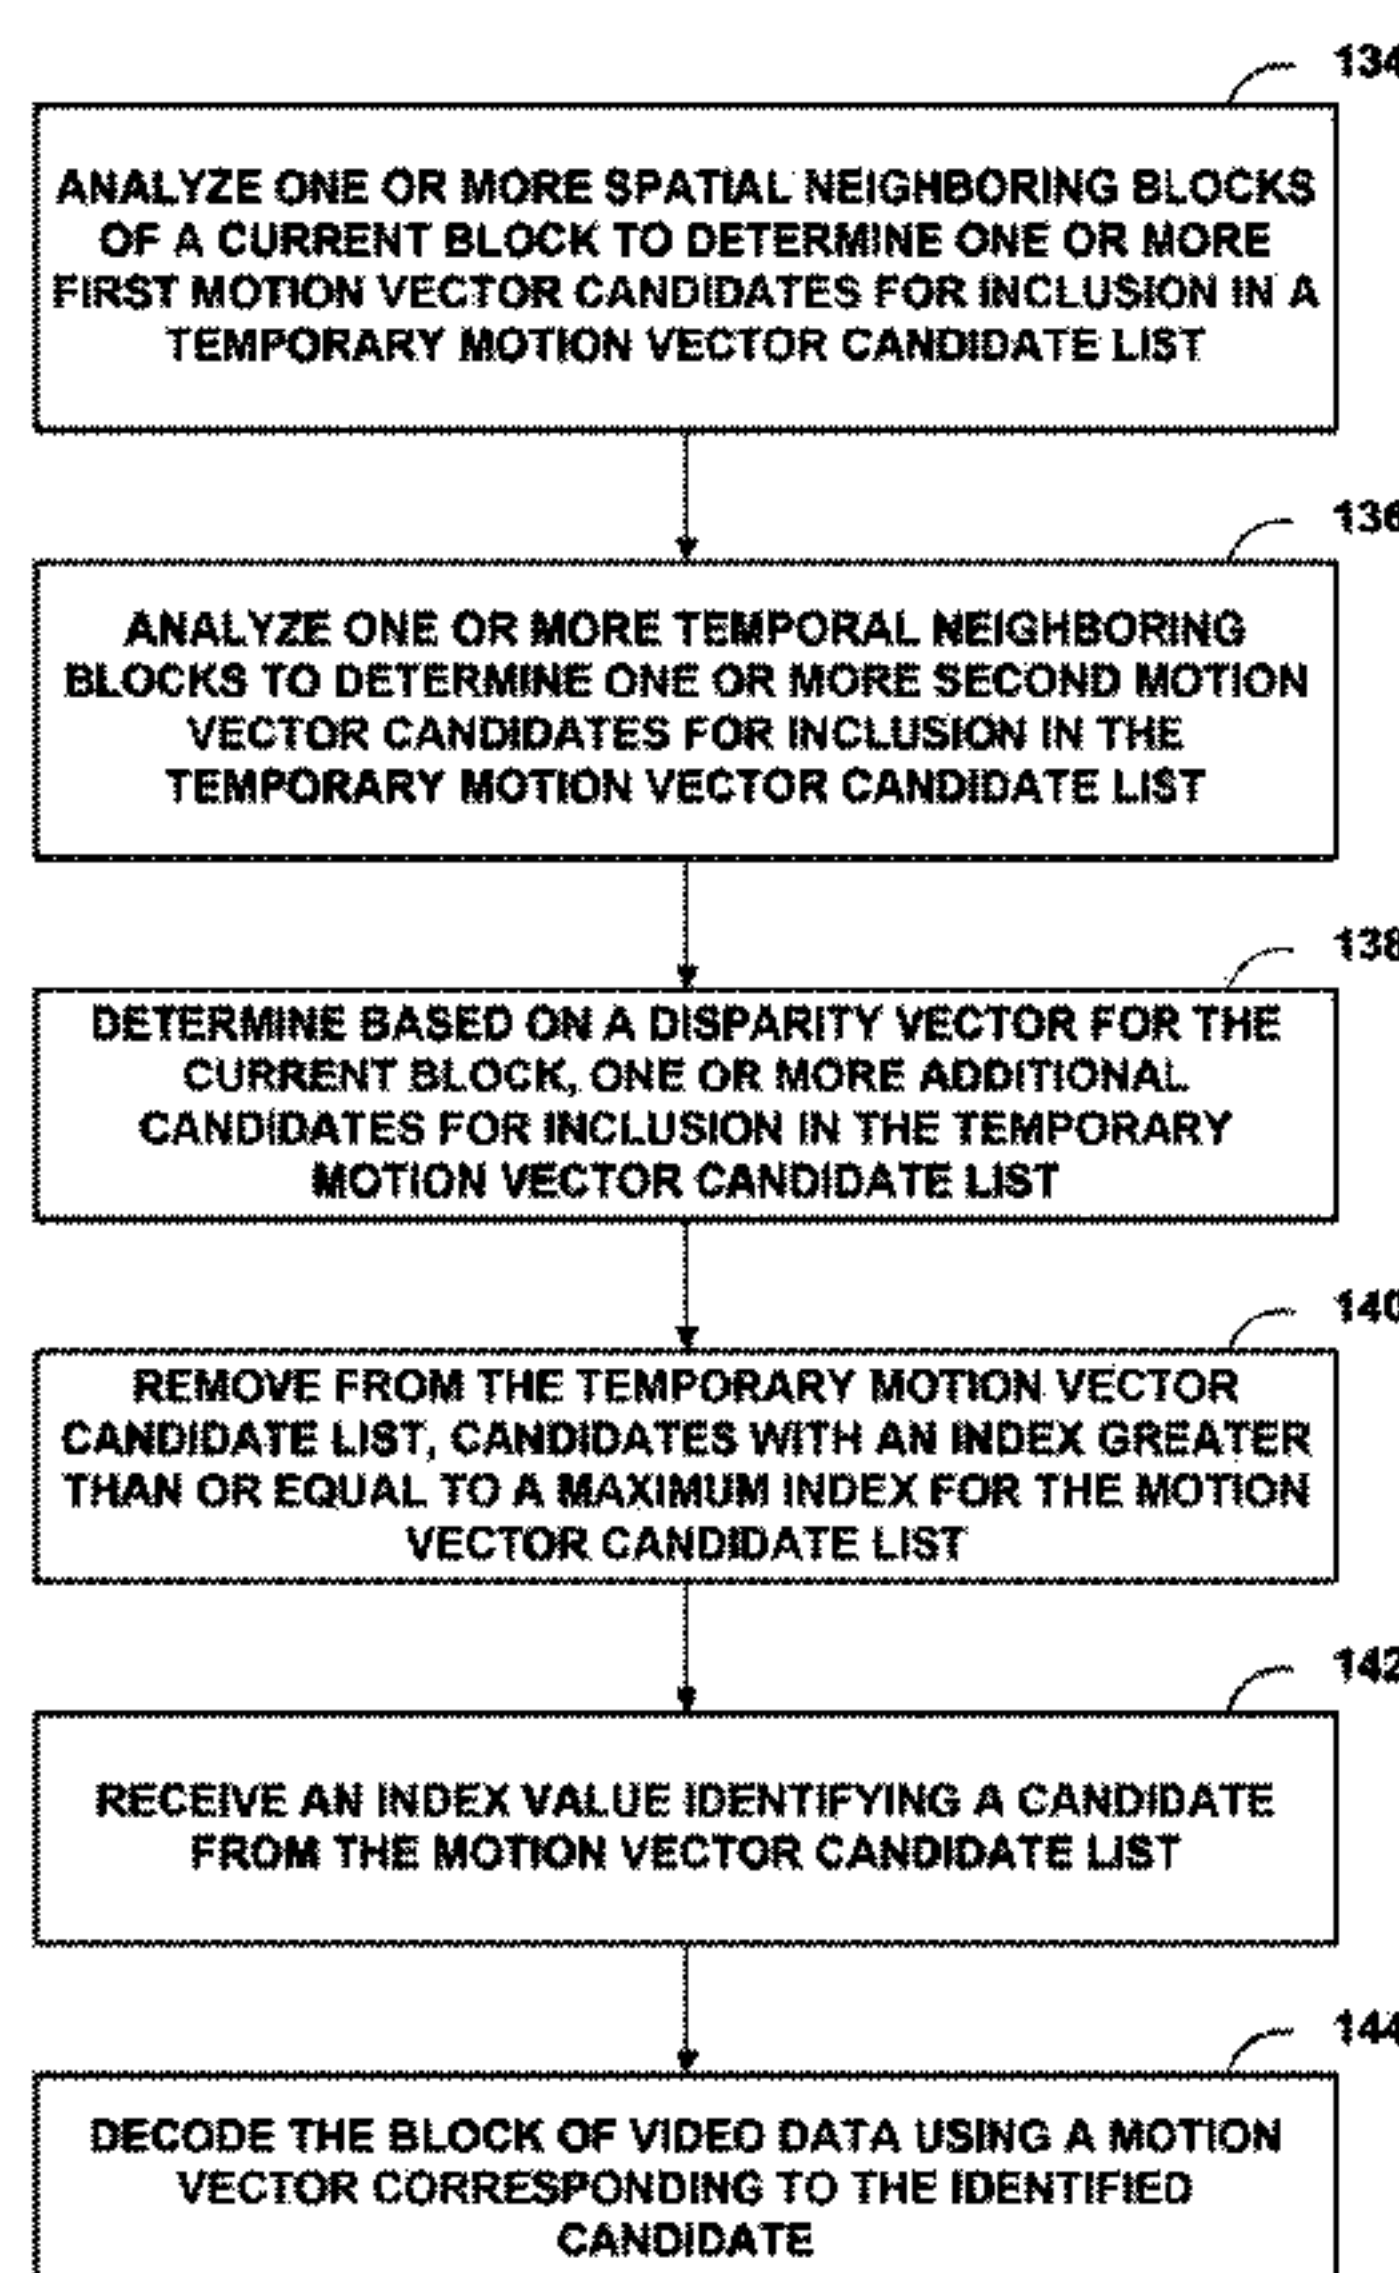 134
ANALYZE ONE OR MORE SPATIAL NEIGHBORING BLOCKS
OF A CURRENT BLOCK TO DETERMINE ONE OR MORE
FIRST MOTION VECTOR CANDIDATES FOR INCLUSION IN A
TEMPORARY MOTION VECTOR CANDIDATE LIST
136
ANALYZE ONE OR MORE TEMPORAL NEIGHBORING
BLOCKS TO DETERMINE ONE OR MORE SECOND MOTION
VECTOR CANDIDATES FOR INCLUSION IN THE
TEMPORARY MOTION VECTOR CANDIDATE LIST
138
DETERMINE BASED ON A DISPARITY VECTOR FOR THE
CURRENT BLOCK, ONE OR MORE ADDITIONAL
CANDIDATES FOR INCLUSION IN THE TEMPORARY
MOTION VECTOR CANDIDATE LIST
140
REMOVE FROM THE TEMPORARY MOTION VECTOR
CANDIDATE LIST, CANDIDATES WITH AN INDEX GREATER
THAN OR EQUAL TO A MAXIMUM INDEX FOR THE MOTION
VECTOR CANDIDATE LIST
142
RECEIVE AN INDEX VALUE IDENTIFYING A CANDIDATE
FROM THE MOTION VECTOR CANDIDATE LIST
144
DECODE THE BLOCK OF VIDEO DATA USING A MOTION
VECTOR CORRESPONDING TO THE IDENTIFIED
CANDIDATE